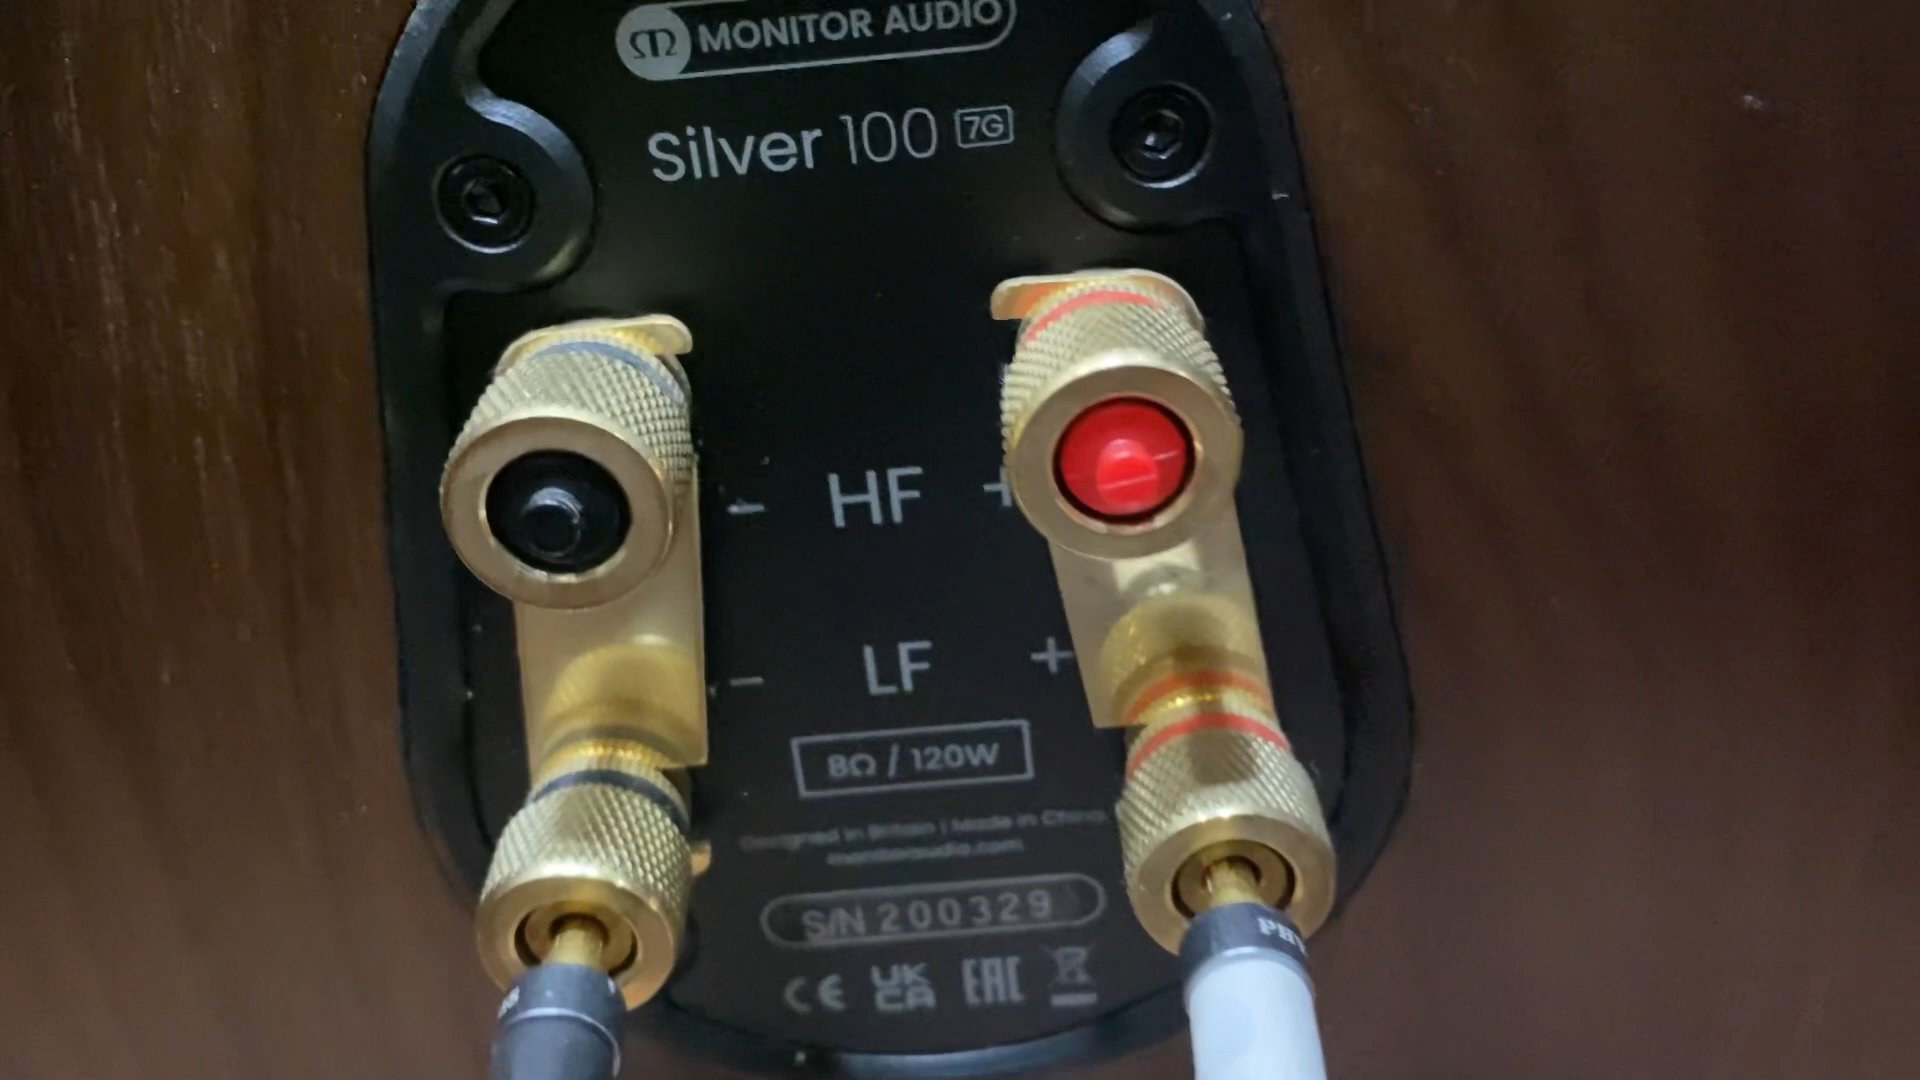 MONITOR AUDIO
Silver 100 7G
- HF +
- LF +
8Ω / 120W
Designed in Britain | Made in China
monitoraudio.com
S/N 200329
CE UK CA EAC